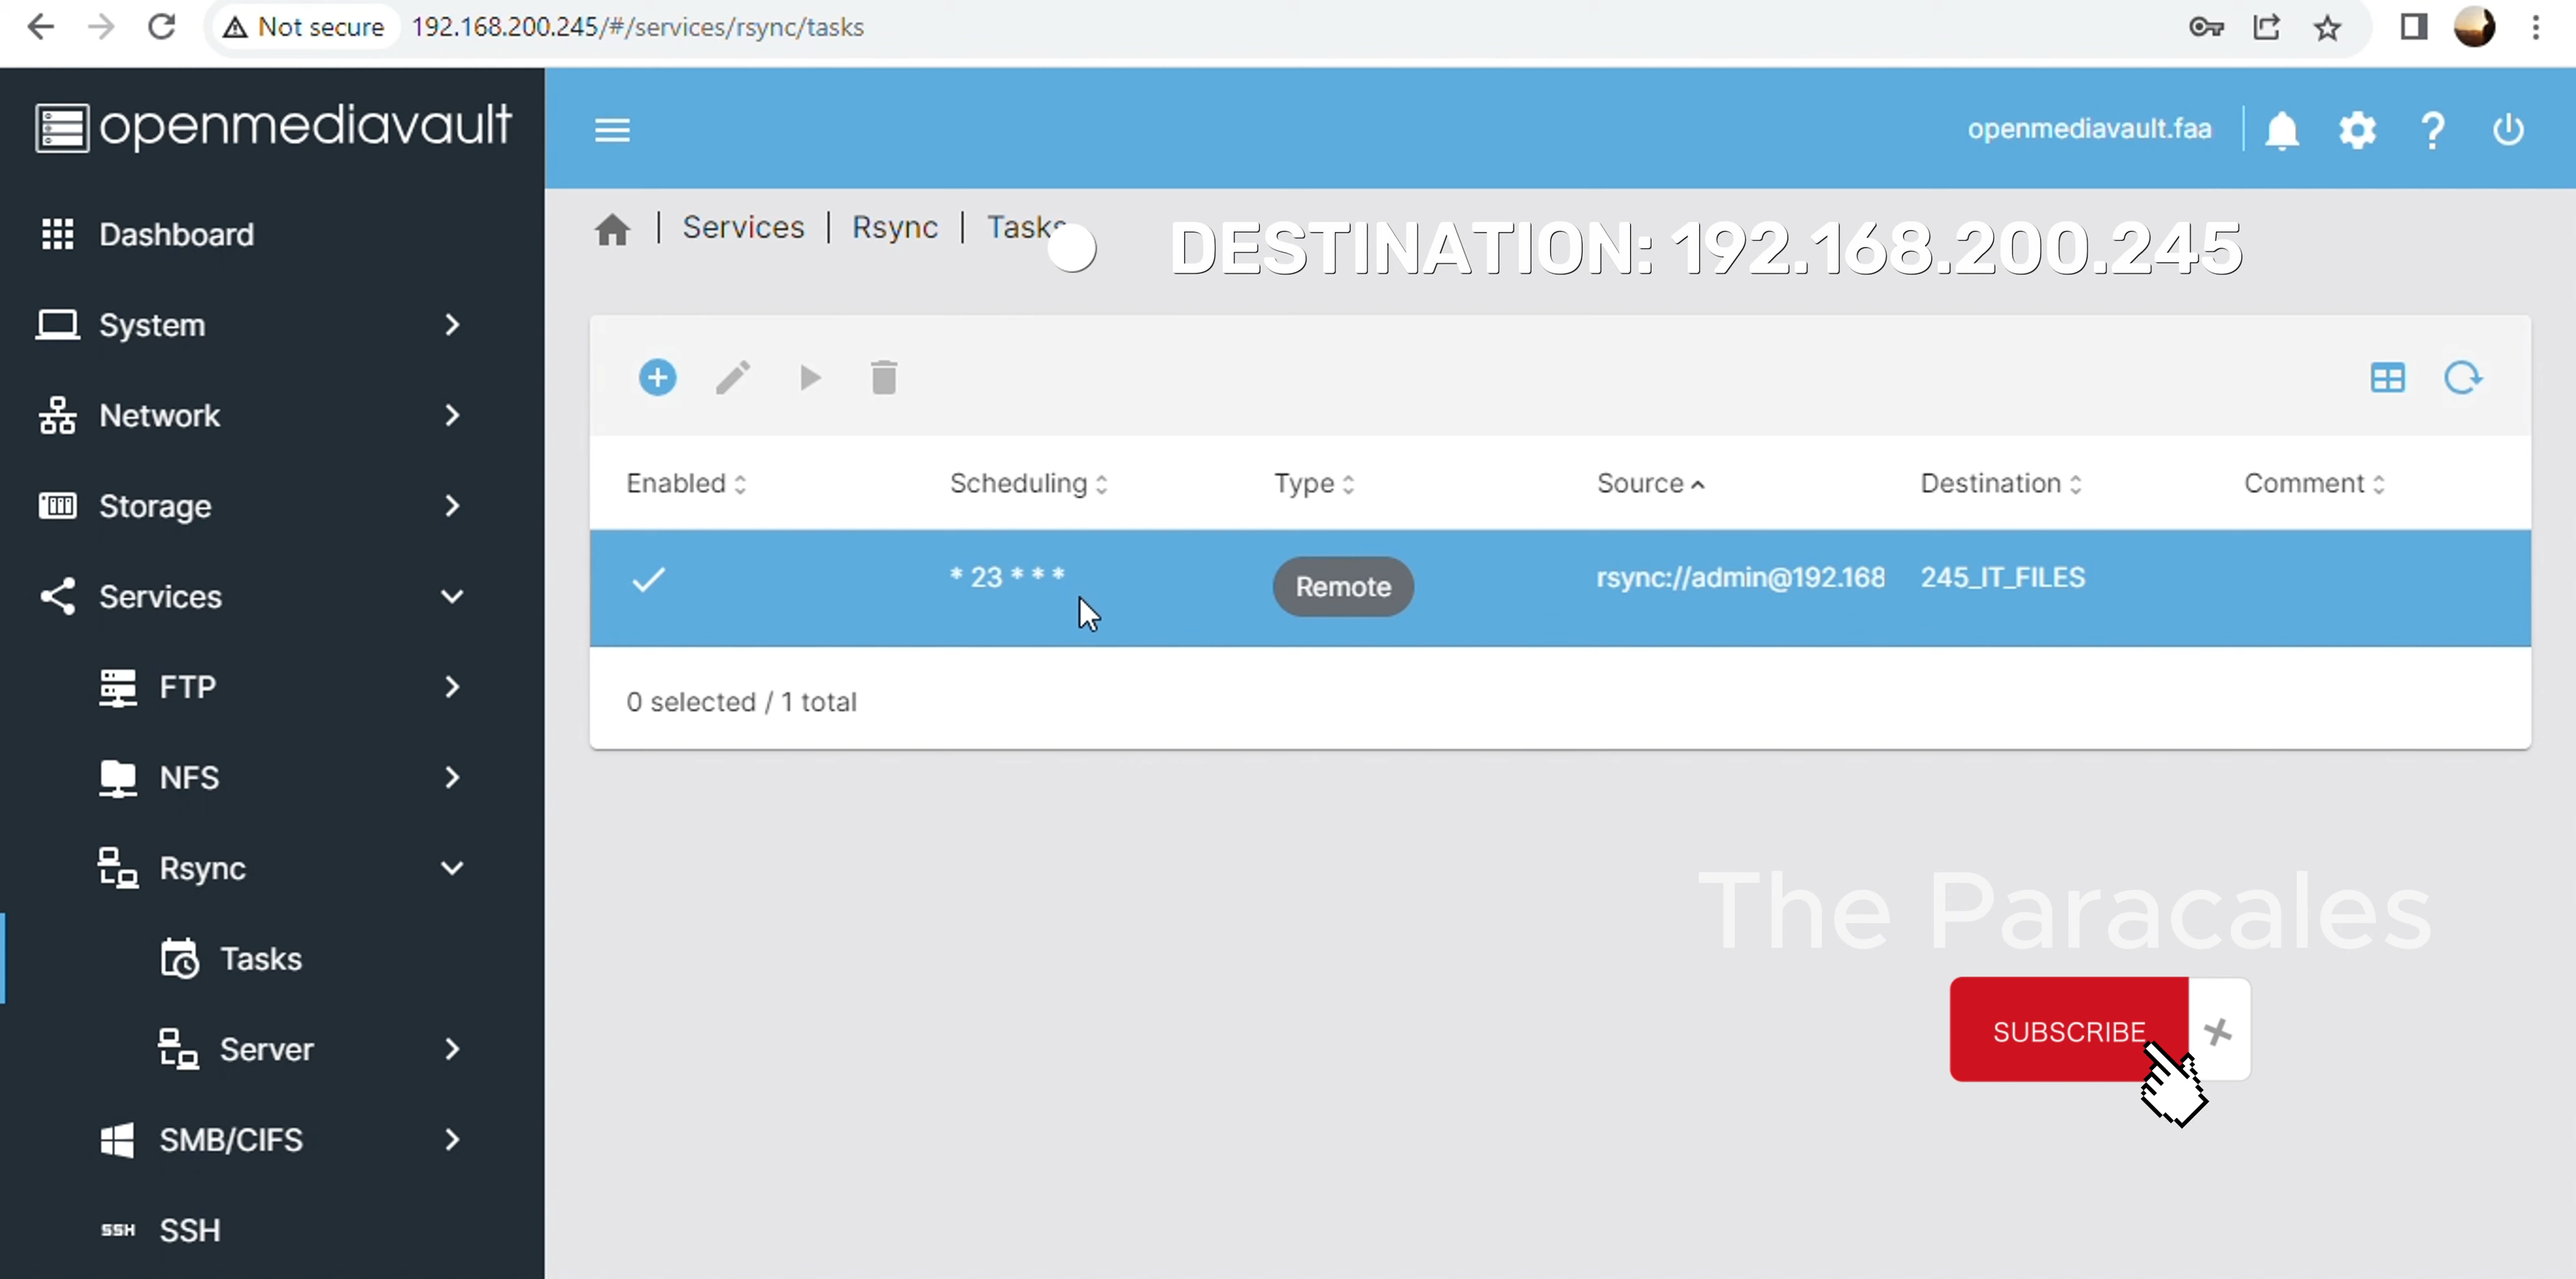 Not secure 192.168.200.245/#/services/rsync/tasks
openmediavault
openmediavault.faa
Services | Rsync | Tasks
DESTINATION: 192.168.200.245
Dashboard
System
Network
Storage
Services
FTP
NFS
Rsync
Tasks
Server
SMB/CIFS
SSH SSH
Enabled Scheduling Type Source Destination Comment
* 23 * * * Remote rsync://admin@192.168 245_IT_FILES
0 selected / 1 total
The Paracales
SUBSCRIBE